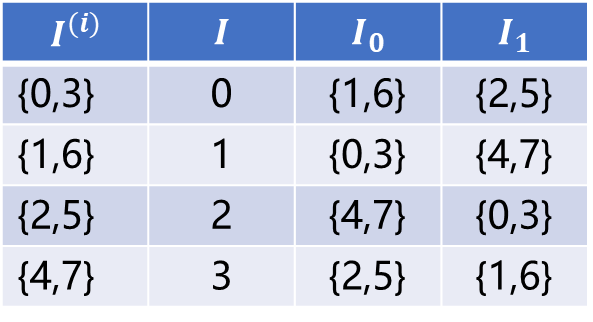 I^(i) I I_0 I_1
{0,3} 0 {1,6} {2,5}
{1,6} 1 {0,3} {4,7}
{2,5} 2 {4,7} {0,3}
{4,7} 3 {2,5} {1,6}